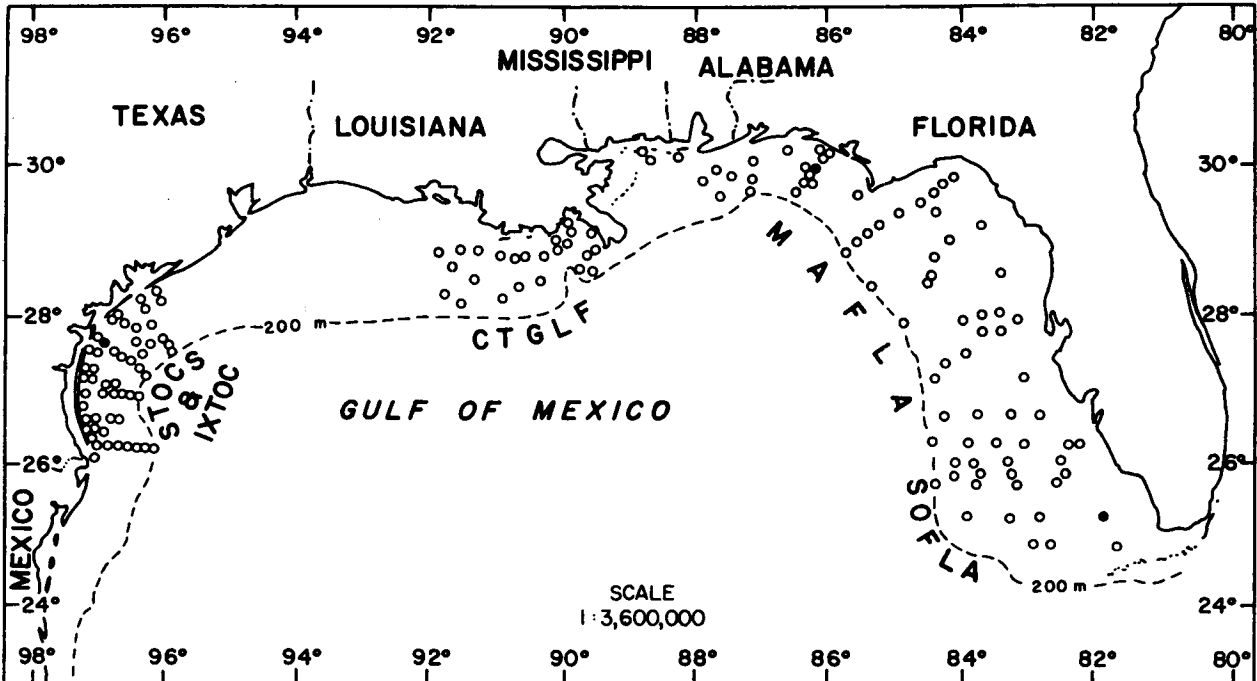 98° 96° 94° 92° 90° 88° 86° 84° 82° 80°
MISSISSIPPI
ALABAMA
TEXAS
LOUISIANA
FLORIDA
30° 30°
MAFLA
28° 28°
200 m
CTGLF
STOCS
&
IXTOC
GULF OF MEXICO
26° 26°
SOFLA
MEXICO
200 m
SCALE
1:3,600,000
24° 24°
98° 96° 94° 92° 90° 88° 86° 84° 82° 80°